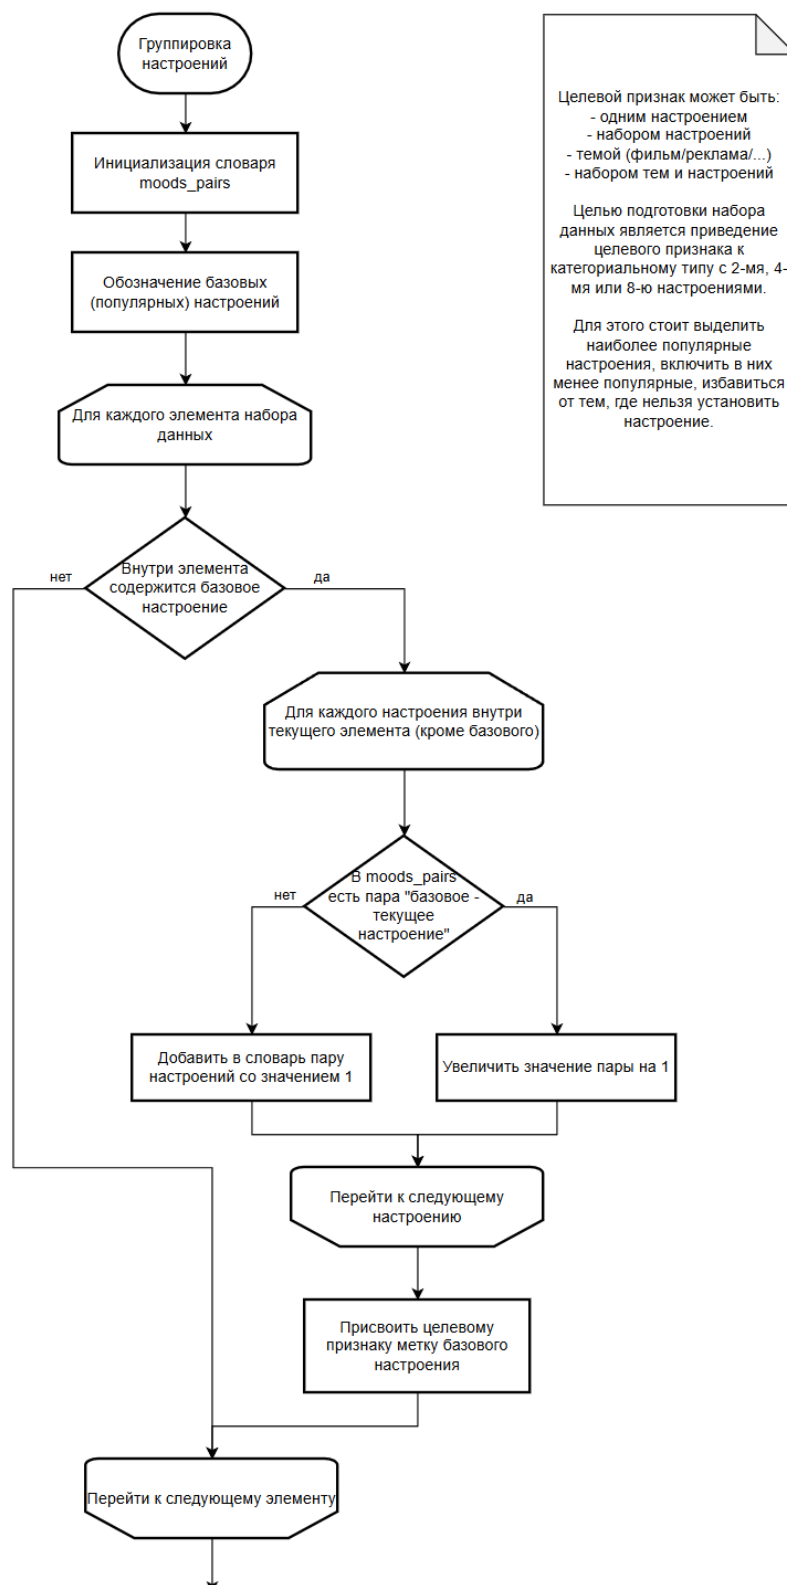 Группировка
настроений
Инициализация словаря
moods_pairs
Обозначение базовых
(популярных) настроений
Для каждого элемента набора
данных
Внутри элемента
содержится базовое
настроение
нет
да
Для каждого настроения внутри
текущего элемента (кроме базового)
В moods_pairs
есть пара "базовое -
текущее
настроение"
нет
да
Добавить в словарь пару
настроений со значением 1
Увеличить значение пары на 1
Перейти к следующему
настроению
Присвоить целевому
признаку метку базового
настроения
Перейти к следующему элементу
Целевой признак может быть:
- одним настроением
- набором настроений
- темой (фильм/реклама/...)
- набором тем и настроений
Целью подготовки набора
данных является приведение
целевого признака к
категориальному типу с 2-мя, 4-
мя или 8-ю настроениями.
Для этого стоит выделить
наиболее популярные
настроения, включить в них
менее популярные, избавиться
от тем, где нельзя установить
настроение.